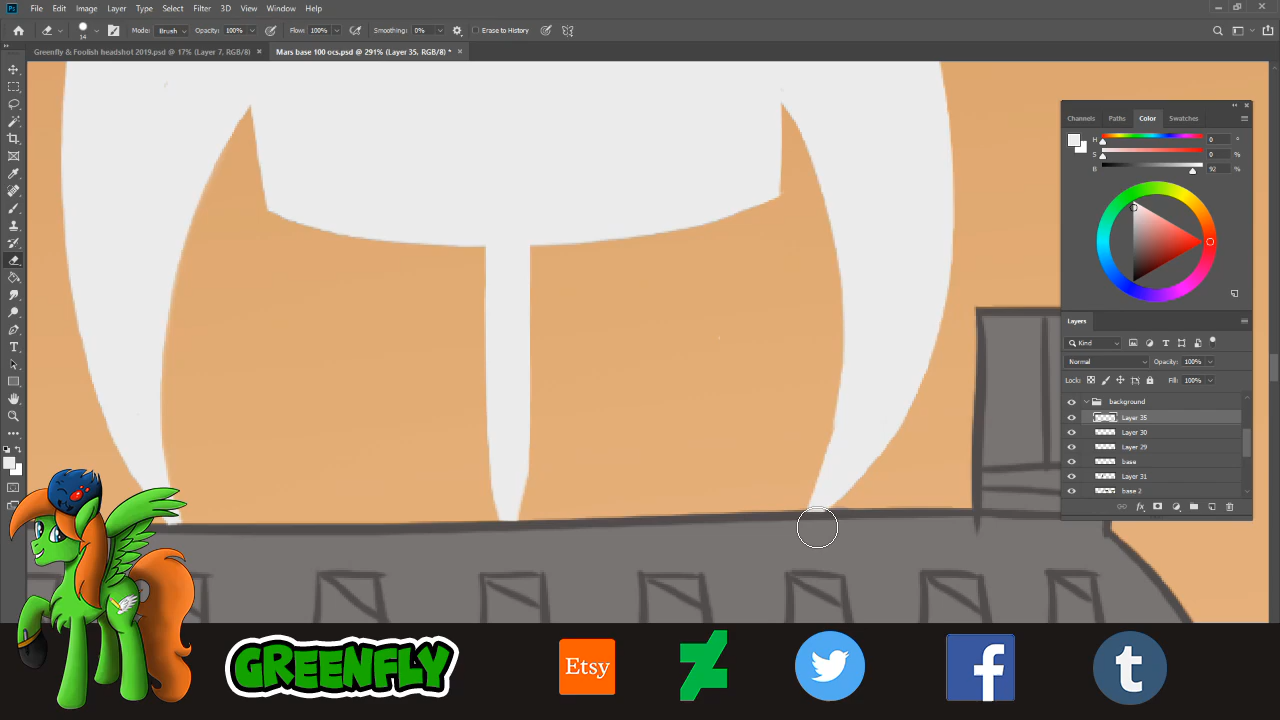 File Edit Image Layer Type Select Filter 3D View Window Help
14 Mode: Brush Opacity: 100% Flow: 100% Smoothing: 0% Erase to History
Greenfly & Foolish headshot 2019.psd @ 17% (Layer 7, RGB/8) × Mars base 100 ocs.psd @ 291% (Layer 35, RGB/8) * ×
Channels Paths Color Swatches
H 0 °
S 0 %
B 92 %
Layers
Kind
Normal Opacity: 100%
Lock: Fill: 100%
background
Layer 35
Layer 30
Layer 29
base
Layer 31
base 2
fx
GREENFLY
Etsy
f
t